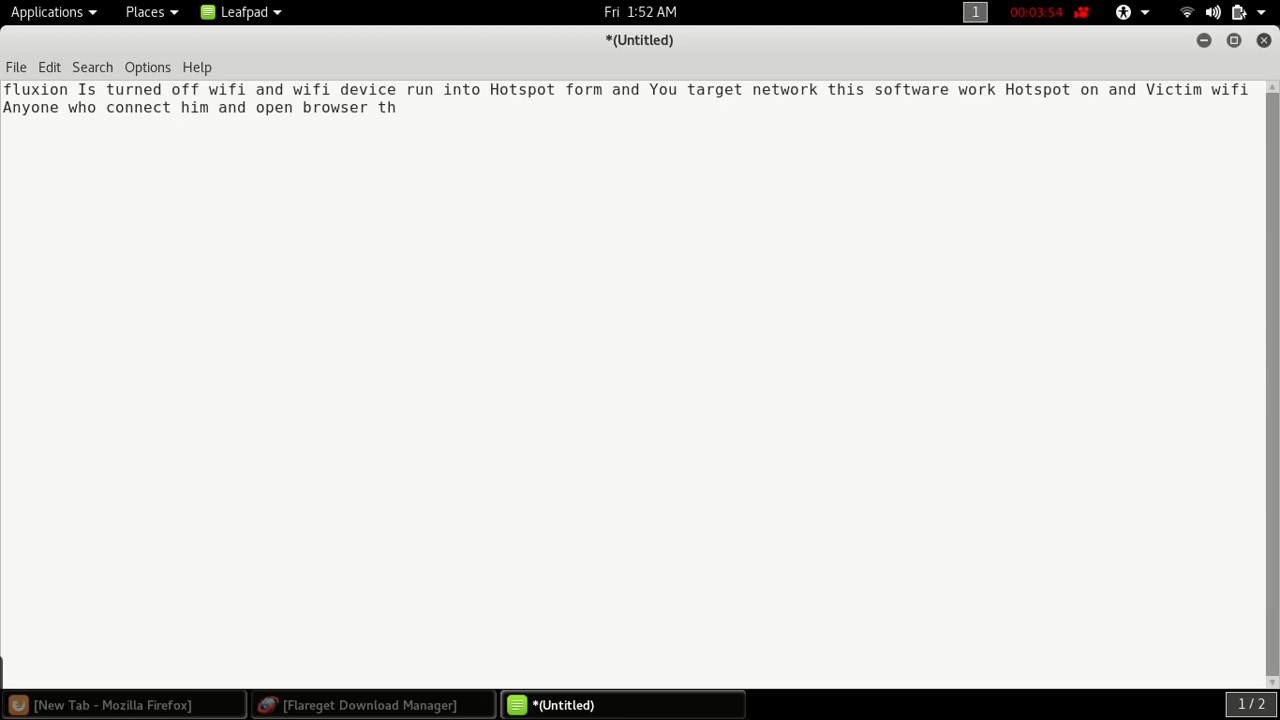 Applications Places Leafpad Fri 1:52 AM 1 00:03:54
*(Untitled)
File Edit Search Options Help
fluxion Is turned off wifi and wifi device run into Hotspot form and You target network this software work Hotspot on and Victim wifi
Anyone who connect him and open browser th
[New Tab - Mozilla Firefox] [Flareget Download Manager] *(Untitled) 1 / 2